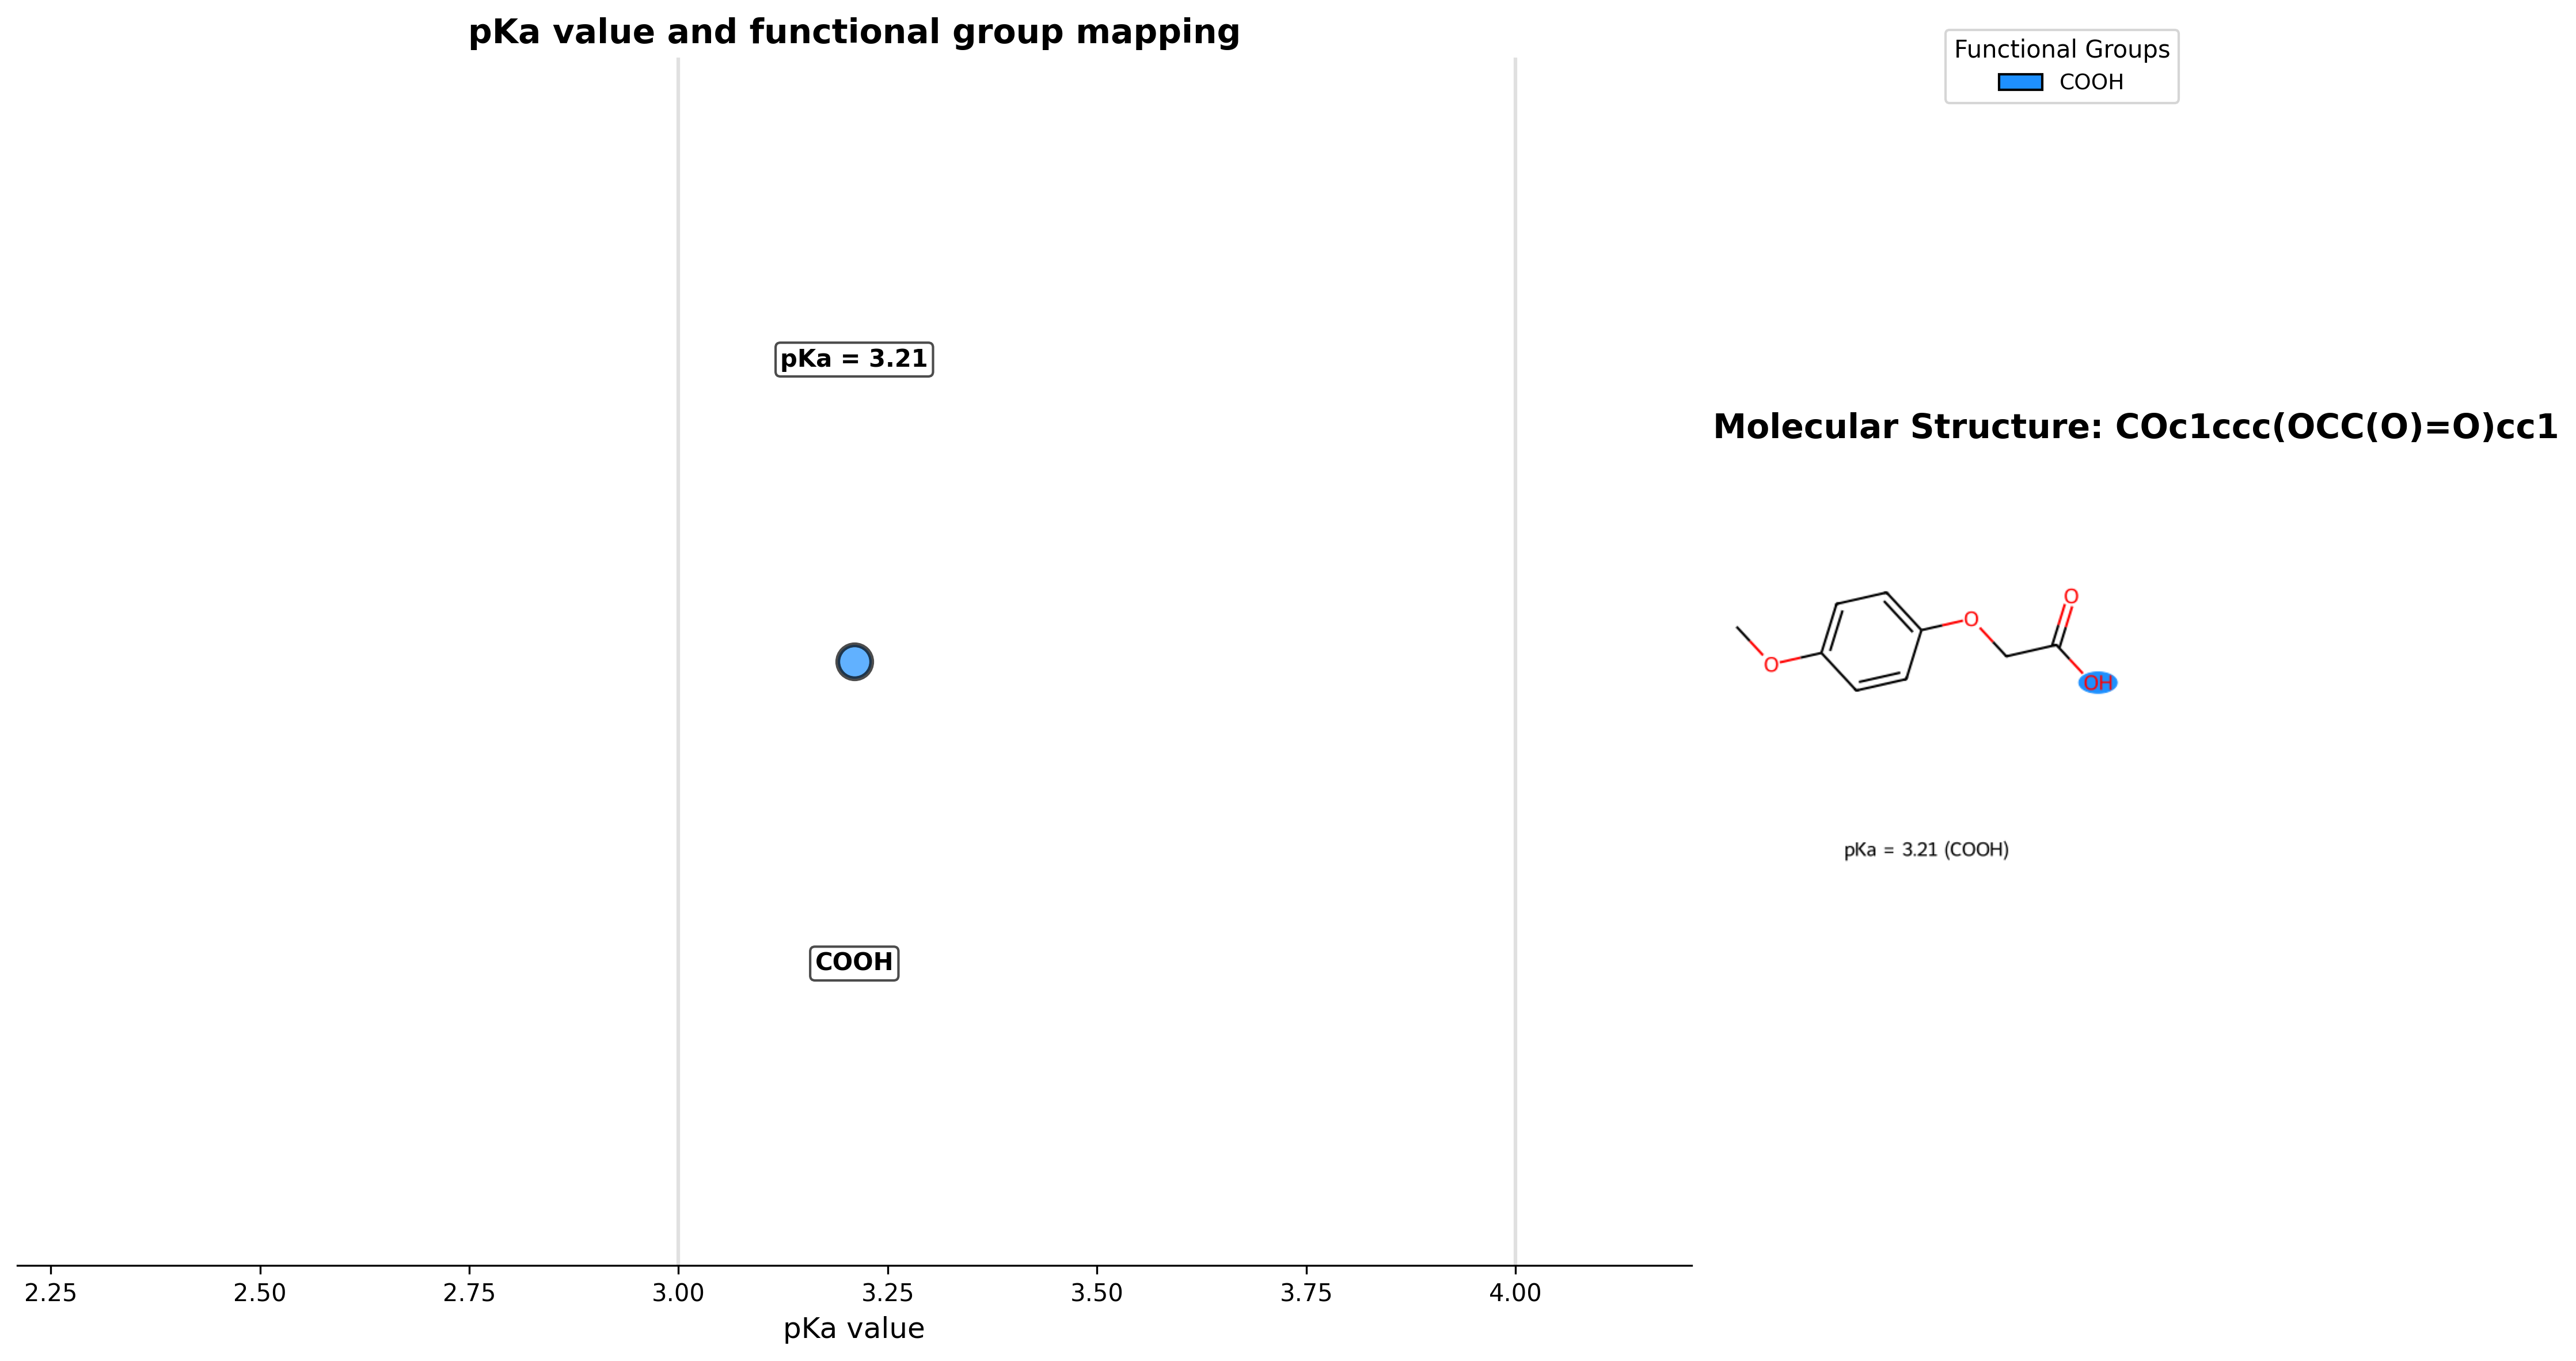 pKa value and functional group mapping
pKa = 3.21
COOH
2.25 2.50 2.75 3.00 3.25 3.50 3.75 4.00
pKa value
Functional Groups
COOH
Molecular Structure: COc1ccc(OCC(O)=O)cc1
O
O
O
OH
pKa = 3.21 (COOH)